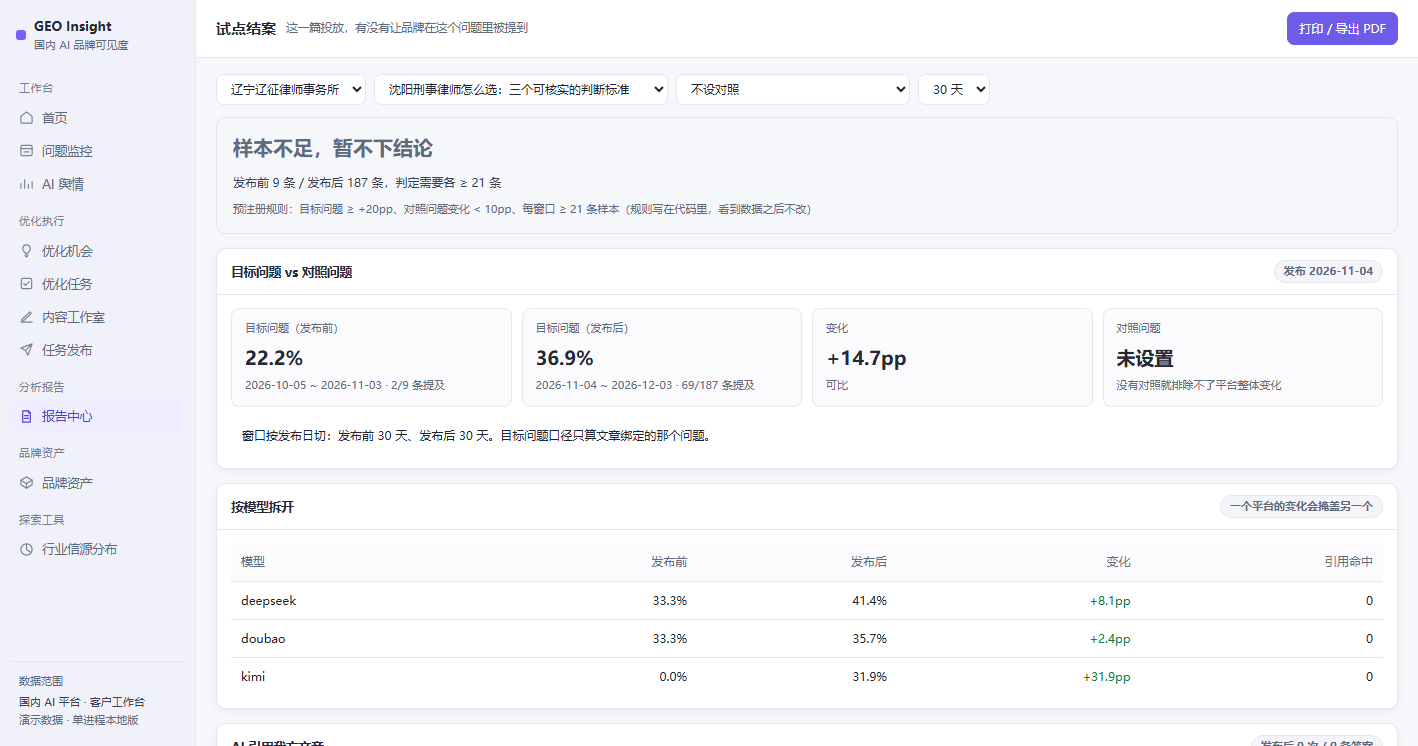 GEO Insight
国内 AI 品牌可见度
工作台
首页
问题监控
AI 舆情
优化执行
优化机会
优化任务
内容工作室
任务发布
分析报告
报告中心
品牌资产
品牌资产
探索工具
行业信源分布
数据范围
国内 AI 平台 · 客户工作台
演示数据 · 单进程本地版
试点结案 这一篇投放，有没有让品牌在这个问题里被提到
打印 / 导出 PDF
辽宁辽征律师事务所 沈阳刑事律师怎么选：三个可核实的判断标准 不设对照 30 天
样本不足，暂不下结论
发布前 9 条 / 发布后 187 条，判定需要各 ≥ 21 条
预注册规则：目标问题 ≥ +20pp、对照问题变化 < 10pp、每窗口 ≥ 21 条样本（规则写在代码里，看到数据之后不改）
目标问题 vs 对照问题 发布 2026-11-04
目标问题（发布前） 目标问题（发布后） 变化 对照问题
22.2% 36.9% +14.7pp 未设置
2026-10-05 ~ 2026-11-03 · 2/9 条提及 2026-11-04 ~ 2026-12-03 · 69/187 条提及 可比 没有对照就排除不了平台整体变化
窗口按发布日切：发布前 30 天、发布后 30 天。目标问题口径只算文章绑定的那个问题。
按模型拆开 一个平台的变化会掩盖另一个
模型 发布前 发布后 变化 引用命中
deepseek 33.3% 41.4% +8.1pp 0
doubao 33.3% 35.7% +2.4pp 0
kimi 0.0% 31.9% +31.9pp 0